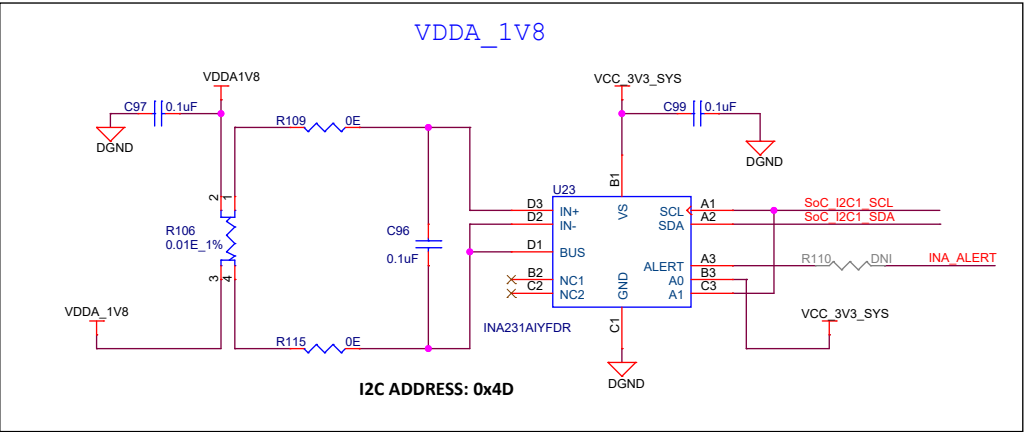 VDDA_1V8
VDDA1V8
VCC_3V3_SYS
C97
0.1uF
C99
0.1uF
DGND
R109
0E
DGND
2
1
B1
U23
D3
IN+
VS
SCL
A1
SoC_I2C1_SCL
D2
IN-
SDA
A2
SoC_I2C1_SDA
R106
0.01E_1%
C96
0.1uF
D1
BUS
ALERT
A3
R110
DNI
INA_ALERT
B2
NC1
A0
B3
C2
NC2
GND
A1
C3
3
4
VDDA_1V8
C1
VCC_3V3_SYS
INA231AIYFDR
R115
0E
DGND
I2C ADDRESS: 0x4D